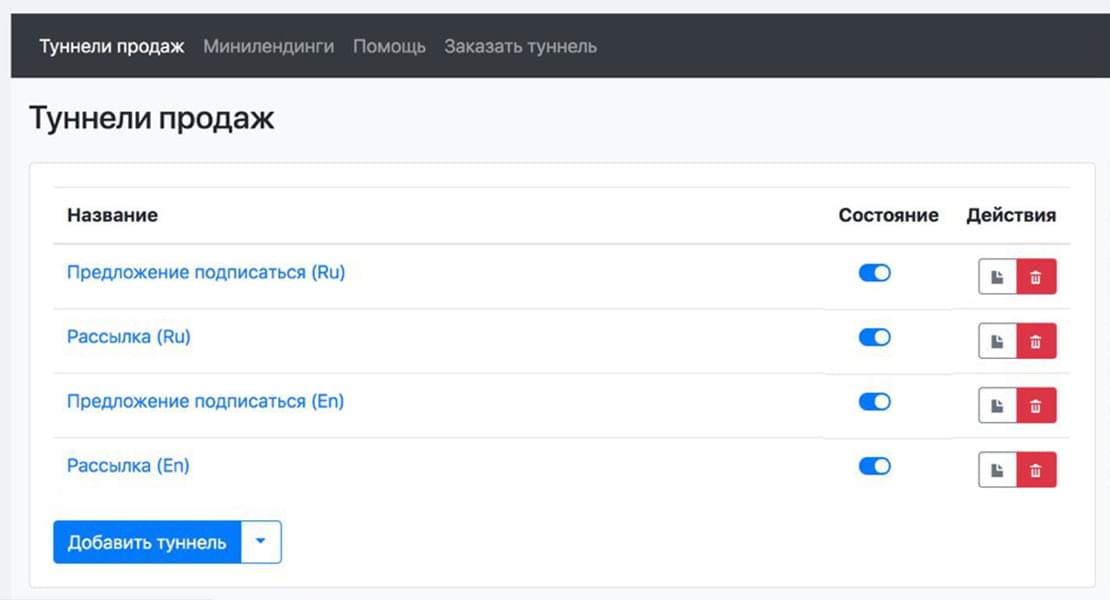 Туннели продаж Минилендинги Помощь Заказать туннель
Туннели продаж
Название Состояние Действия
Предложение подписаться (Ru)
Рассылка (Ru)
Предложение подписаться (En)
Рассылка (En)
Добавить туннель